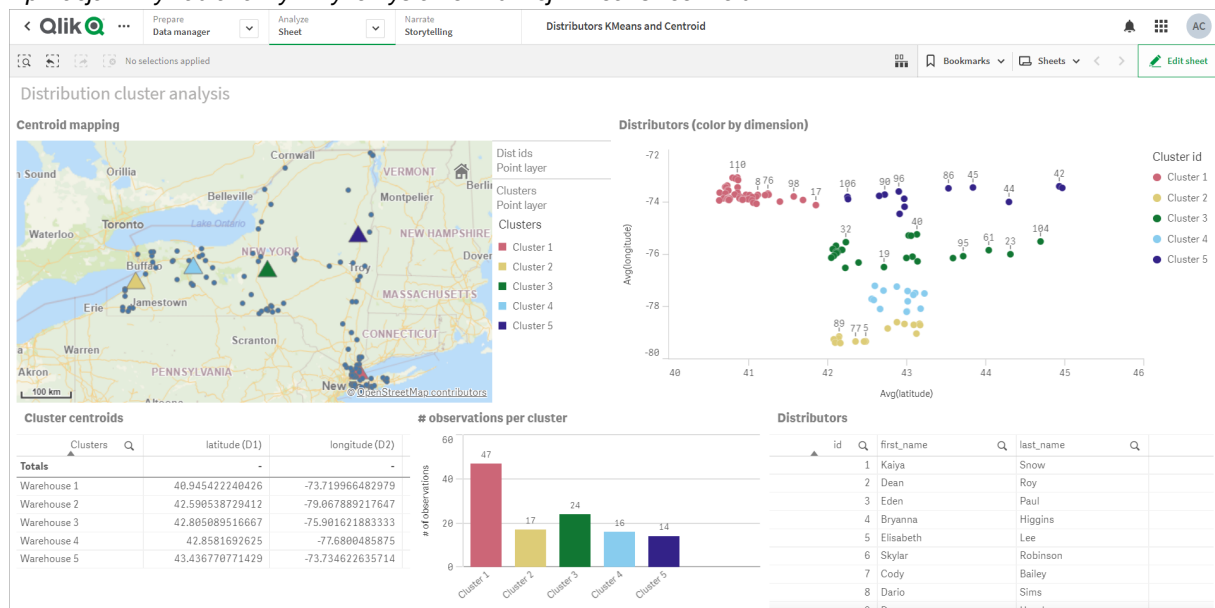 Qlik
Prepare
Data manager
Analyze
Sheet
Narrate
Storytelling
Distributors KMeans and Centroid
AC
No selections applied
Bookmarks
Sheets
Edit sheet
Distribution cluster analysis
Centroid mapping
n Sound
Orillia
Cornwall
VERMONT
Berlin
Belleville
Montpelier
Toronto
Lake Ontario
Waterloo
NEW HAMPSHIRE
NEW YORK
Dover
Buffalo
Troy
MASSACHUSETTS
Erie
Jamestown
CONNECTICUT
Scranton
Warren
Akron
PENNSYLVANIA
New
100 km
© OpenStreetMap contributors
Dist ids
Point layer
Clusters
Point layer
Clusters
Cluster 1
Cluster 2
Cluster 3
Cluster 4
Cluster 5
Distributors (color by dimension)
Avg(longitude)
-72
-74
-76
-78
-80
110
8 76
98
17
106
90 96
86 45
44
42
32
40
19
95
61
23
104
89
77 5
40 41 42 43 44 45 46
Avg(latitude)
Cluster id
Cluster 1
Cluster 2
Cluster 3
Cluster 4
Cluster 5
Cluster centroids
Clusters latitude (D1) longitude (D2)
Totals - -
Warehouse 1 40.945422240426 -73.719966482979
Warehouse 2 42.590538729412 -79.067889217647
Warehouse 3 42.805089516667 -75.901621883333
Warehouse 4 42.8581692625 -77.6800485875
Warehouse 5 43.436770771429 -73.734622635714
# observations per cluster
# of observations
60
40
20
0
47
17
24
16
14
Cluster 1
Cluster 2
Cluster 3
Cluster 4
Cluster 5
Distributors
id first_name last_name
1 Kaiya Snow
2 Dean Roy
3 Eden Paul
4 Bryanna Higgins
5 Elisabeth Lee
6 Skylar Robinson
7 Cody Bailey
8 Dario Sims